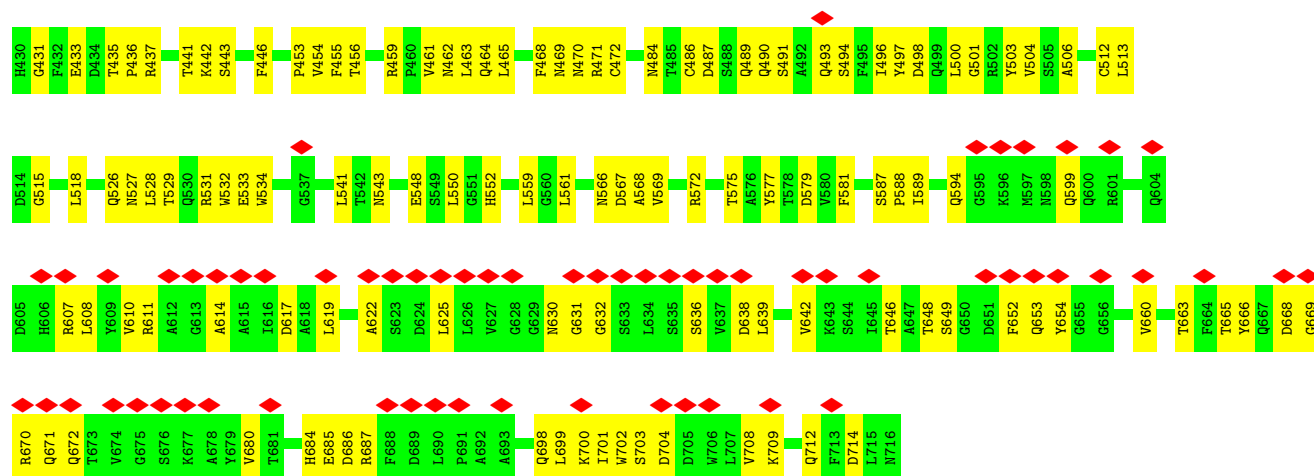 H430 G431 F432 E433 D434 T435 P436 R437 T441 K442 S443 F446 P453 V454 F455 T456 R459 P460 V461 N462 L463 Q464 L465 F468 N469 N470 R471 C472 N484 T485 C486 D487 S488 Q489 Q490 S491 A492 Q493 S494 F495 I496 Y497 D498 Q499 L500 G501 R502 Y503 V504 S505 A506 C512 L513
D514 G515 L518 Q526 N527 L528 T529 Q530 R531 W532 E533 W534 G537 L541 T542 N543 E548 S549 L550 G551 H552 L559 G560 L561 N566 D567 A568 V569 R572 T575 A576 Y577 T578 D579 V580 F581 S587 P588 I589 Q594 G595 K596 M597 N598 Q599 Q600 R601 Q604
D605 H606 R607 L608 Y609 V610 R611 A612 G613 A614 A615 I616 D617 A618 L619 A622 S623 D624 L625 L626 V627 G628 G629 N630 G631 G632 S633 L634 S635 S636 V637 D638 L639 V642 K643 S644 I645 T646 A647 T648 S649 G650 D651 F652 Q653 Y654 G655 G656 V660 T663 F664 T665 Y666 Q667 D668 G669
R670 Q671 Q672 T673 V674 G675 S676 K677 A678 Y679 V680 T681 H684 E685 D686 R687 F688 D689 L690 P691 A692 A693 Q698 L699 K700 I701 W702 S703 D704 D705 W706 L707 V708 K709 Q712 F713 D714 L715 N716